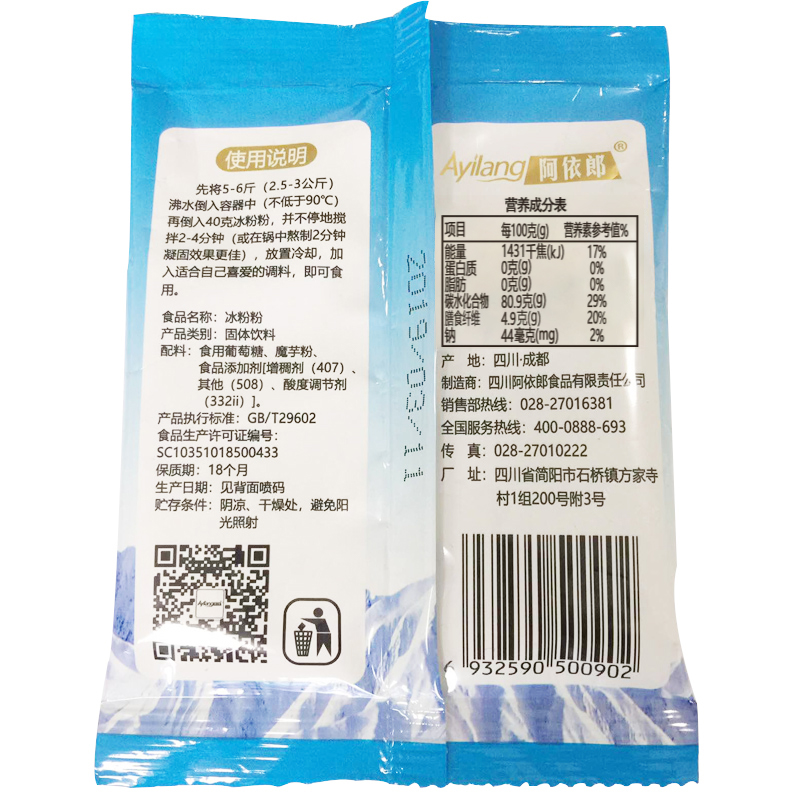 使用说明
先将5-6斤（2.5-3公斤）
沸水倒入容器中（不低于90℃）
再倒入40克冰粉粉，并不停地搅
拌2-4分钟（或在锅中熬制2分钟
凝固效果更佳），放置冷却，加
入适合自己喜爱的调料，即可食
用。
食品名称：冰粉粉
产品类别：固体饮料
配料：食用葡萄糖、魔芋粉、
食品添加剂[增稠剂（407）、
其他（508）、酸度调节剂
（332ii）]。
产品执行标准：GB/T29602
食品生产许可证编号：
SC10351018500433
保质期：18个月
生产日期：见背面喷码
贮存条件：阴凉、干燥处，避免阳
光照射
Ayilang
2019/03/11
Ayilang 阿依郎®
营养成分表
项目 每100克(g) 营养素参考值%
能量 1431千焦(kJ) 17%
蛋白质 0克(g) 0%
脂肪 0克(g) 0%
碳水化合物 80.9克(g) 29%
膳食纤维 4.9克(g) 20%
钠 44毫克(mg) 2%
产 地：四川·成都
制造商：四川阿依郎食品有限责任公司
销售部热线：028-27016381
全国服务热线：400-0888-693
传 真：028-27010222
厂 址：四川省简阳市石桥镇方家寺
村1组200号附3号
6 932590 500902